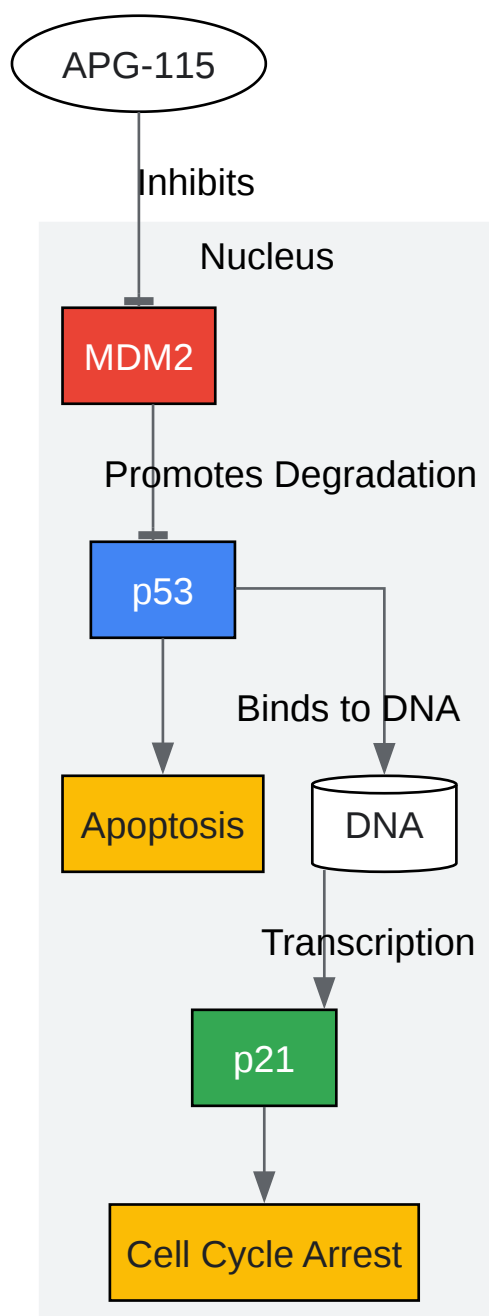 APG-115
Inhibits
Nucleus
MDM2
Promotes Degradation
p53
Binds to DNA
Apoptosis
DNA
Transcription
p21
Cell Cycle Arrest